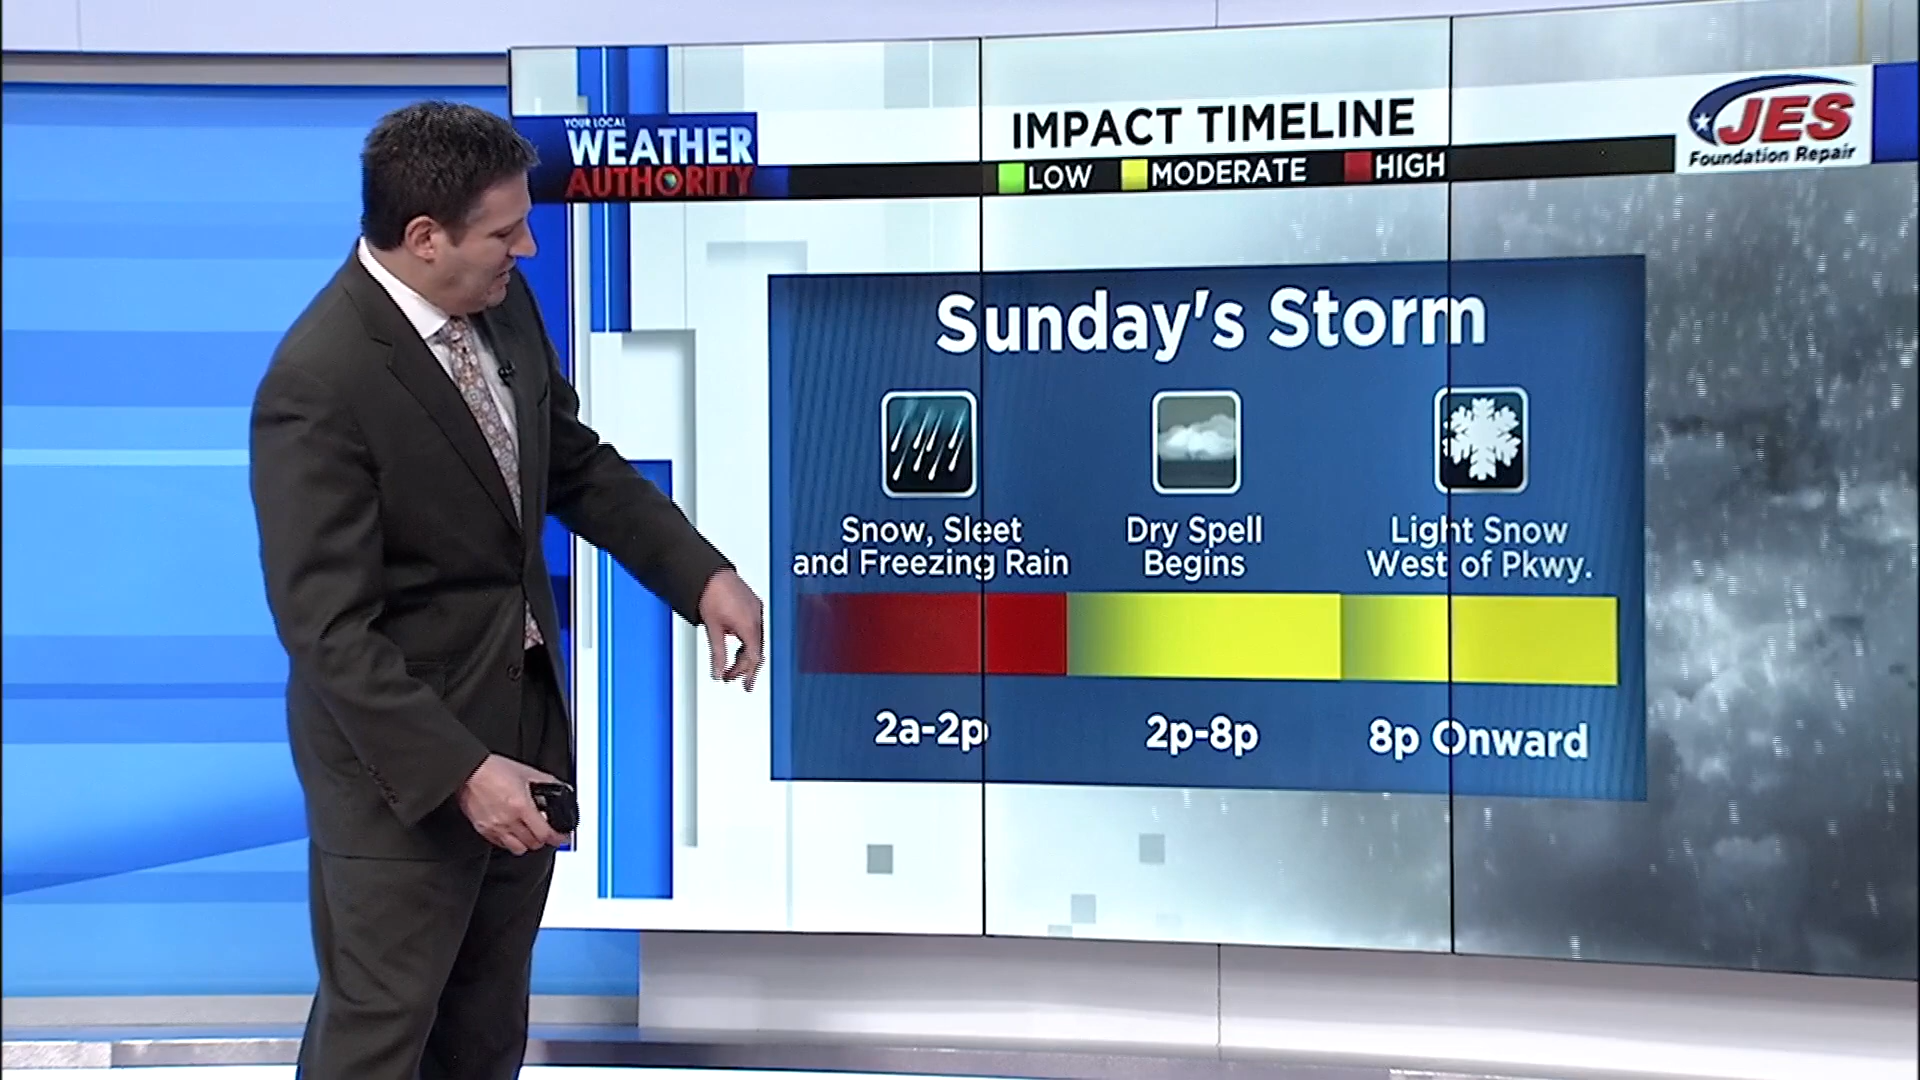 YOUR LOCAL
WEATHER
AUTHORITY
IMPACT TIMELINE
LOW MODERATE HIGH
JES
Foundation Repair
Sunday's Storm
Snow, Sleet
and Freezing Rain
Dry Spell
Begins
Light Snow
West of Pkwy.
2a-2p
2p-8p
8p Onward